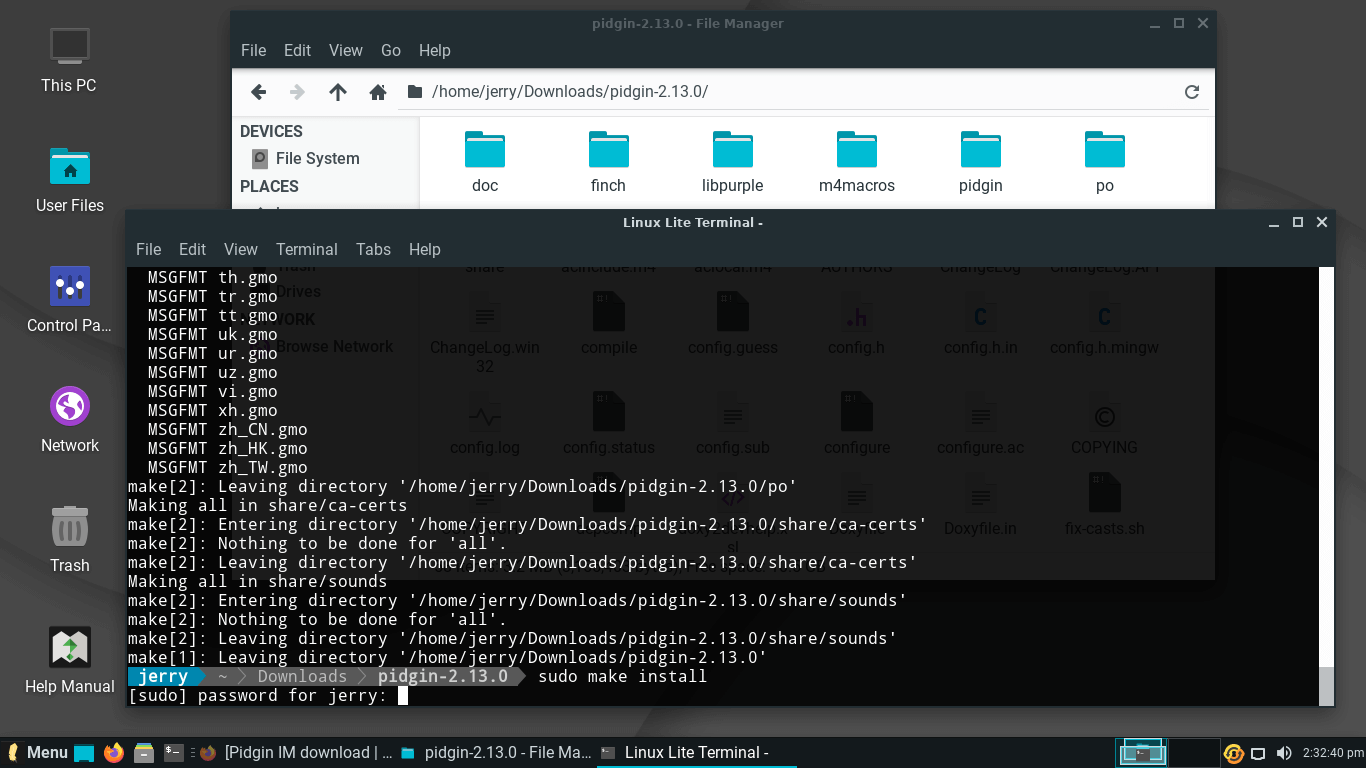 This PC
User Files
Control Pa...
Network
Trash
Help Manual
pidgin-2.13.0 - File Manager
File Edit View Go Help
/home/jerry/Downloads/pidgin-2.13.0/
DEVICES
File System
PLACES
doc finch libpurple m4macros pidgin po
Linux Lite Terminal -
File Edit View Terminal Tabs Help
Trash
Drives
Browse Network
share acinclude.m4 aclocal.m4 AUTHORS ChangeLog ChangeLog.API
ChangeLog.win32 compile config.guess config.h config.h.in config.h.mingw
config.log config.status config.sub configure configure.ac COPYING
Doxyfile.in fix-casts.sh
MSGFMT th.gmo
MSGFMT tr.gmo
MSGFMT tt.gmo
MSGFMT uk.gmo
MSGFMT ur.gmo
MSGFMT uz.gmo
MSGFMT vi.gmo
MSGFMT xh.gmo
MSGFMT zh_CN.gmo
MSGFMT zh_HK.gmo
MSGFMT zh_TW.gmo
make[2]: Leaving directory '/home/jerry/Downloads/pidgin-2.13.0/po'
Making all in share/ca-certs
make[2]: Entering directory '/home/jerry/Downloads/pidgin-2.13.0/share/ca-certs'
make[2]: Nothing to be done for 'all'.
make[2]: Leaving directory '/home/jerry/Downloads/pidgin-2.13.0/share/ca-certs'
Making all in share/sounds
make[2]: Entering directory '/home/jerry/Downloads/pidgin-2.13.0/share/sounds'
make[2]: Nothing to be done for 'all'.
make[2]: Leaving directory '/home/jerry/Downloads/pidgin-2.13.0/share/sounds'
make[1]: Leaving directory '/home/jerry/Downloads/pidgin-2.13.0'
jerry ~ Downloads pidgin-2.13.0 sudo make install
[sudo] password for jerry:
Menu [Pidgin IM download | ... pidgin-2.13.0 - File Ma... Linux Lite Terminal - 2:32:40 pm